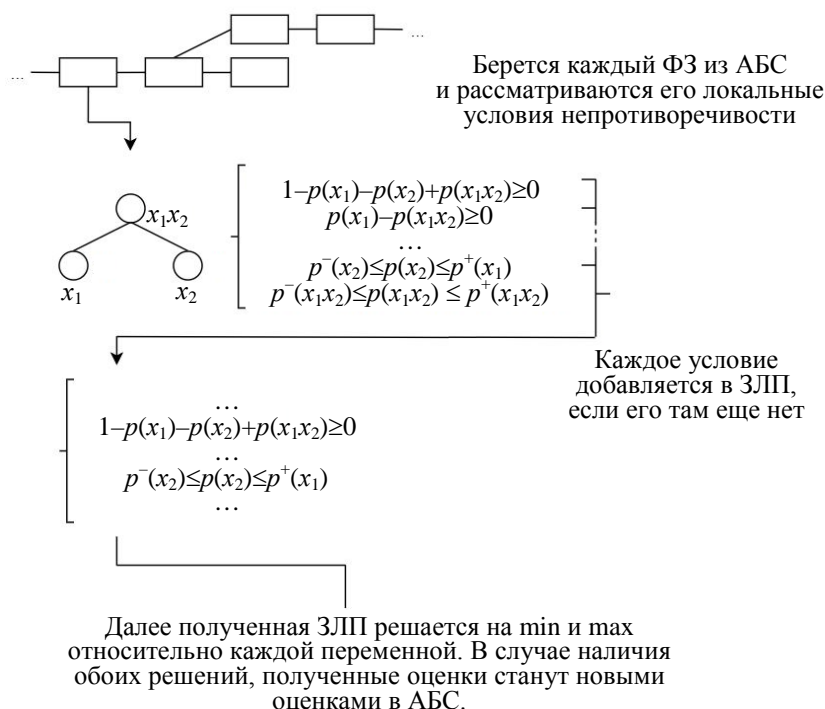 ...
...
Берется каждый ФЗ из АБС
и рассматриваются его локальные
условия непротиворечивости
x₁x₂
x₁
x₂
1–p(x₁)–p(x₂)+p(x₁x₂)≥0
p(x₁)–p(x₁x₂)≥0
…
p⁻(x₂)≤p(x₂)≤p⁺(x₁)
p⁻(x₁x₂)≤p(x₁x₂) ≤ p⁺(x₁x₂)
Каждое условие
добавляется в ЗЛП,
если его там еще нет
…
1–p(x₁)–p(x₂)+p(x₁x₂)≥0
…
p⁻(x₂)≤p(x₂)≤p⁺(x₁)
…
Далее полученная ЗЛП решается на min и max
относительно каждой переменной. В случае наличия
обоих решений, полученные оценки станут новыми
оценками в АБС.